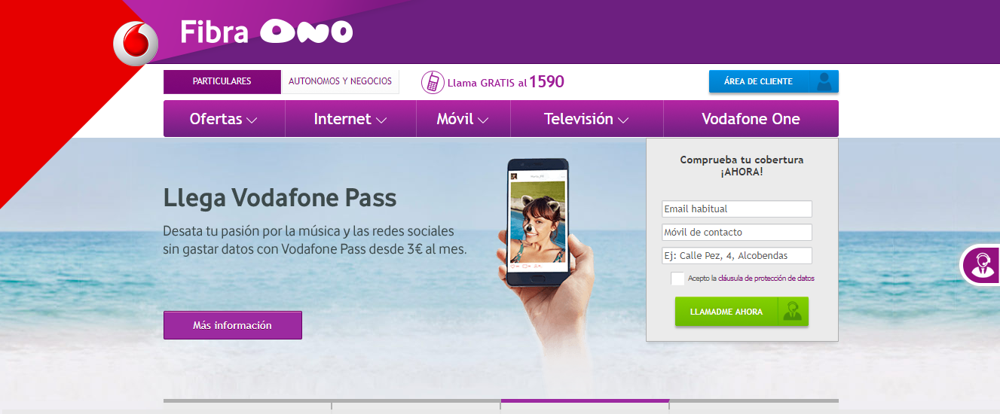 Fibra ONO
PARTICULARES
AUTONOMOS Y NEGOCIOS
Llama GRATIS al 1590
ÁREA DE CLIENTE
Ofertas
Internet
Móvil
Televisión
Vodafone One
Llega Vodafone Pass
Desata tu pasión por la música y las redes sociales
sin gastar datos con Vodafone Pass desde 3€ al mes.
Más información
Comprueba tu cobertura
¡AHORA!
Email habitual
Móvil de contacto
Ej: Calle Pez, 4, Alcobendas
Acepto la cláusula de protección de datos
LLAMADME AHORA